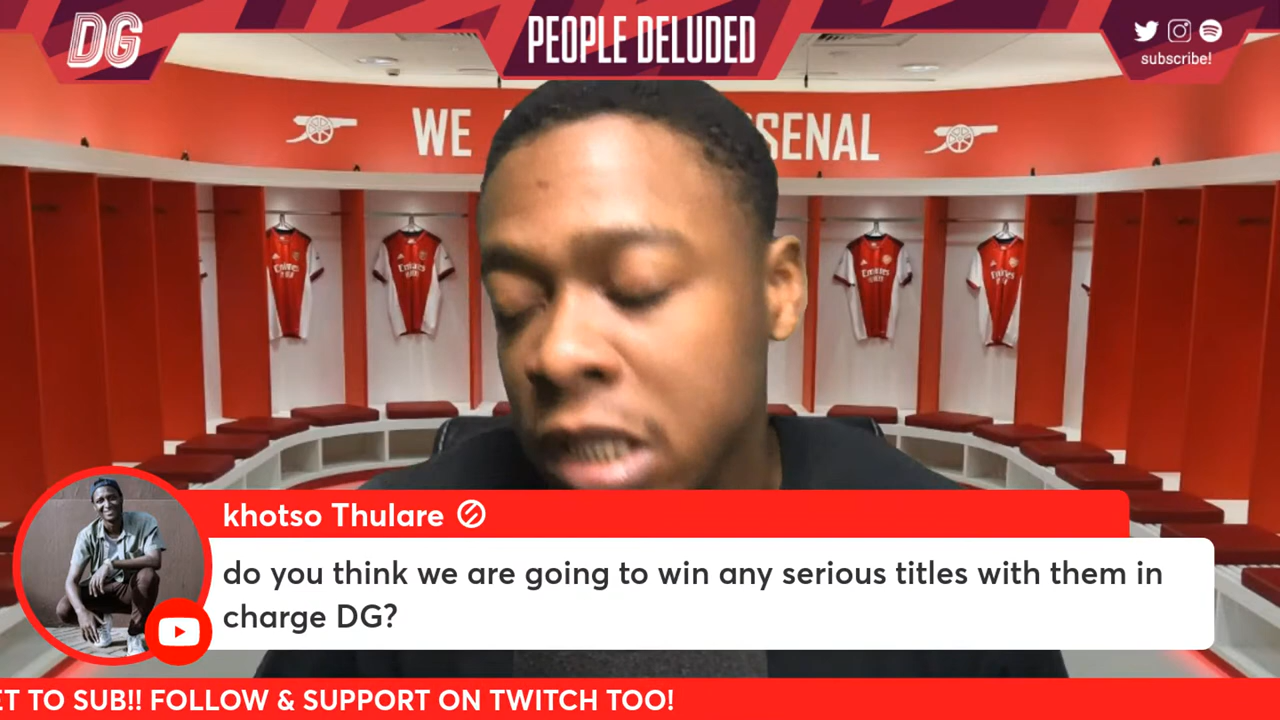 DG
PEOPLE DELUDED
subscribe!
WE
SENAL
khotso Thulare
do you think we are going to win any serious titles with them in
charge DG?
ET TO SUB!! FOLLOW & SUPPORT ON TWITCH TOO!